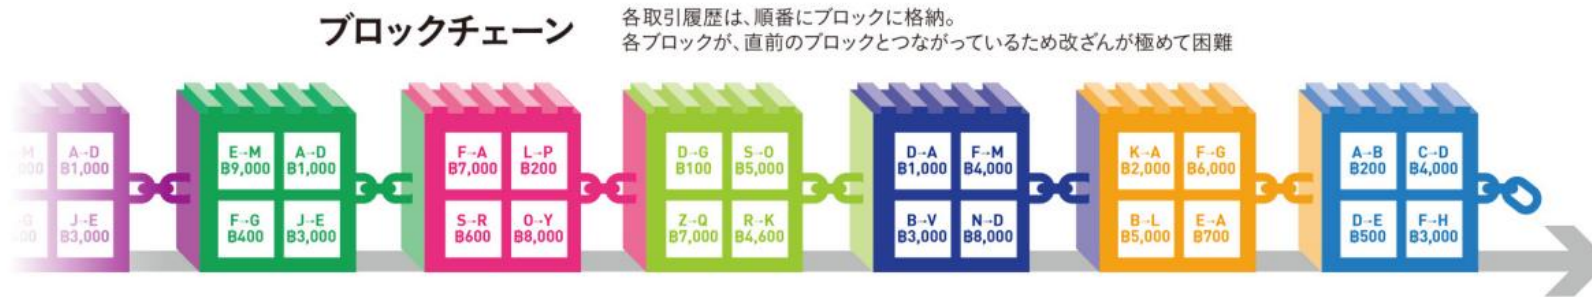 ブロックチェーン
各取引履歴は、順番にブロックに格納。
各ブロックが、直前のブロックとつながっているため改ざんが極めて困難
A→D
B1,000
J→E
B3,000
E→M
B9,000
A→D
B1,000
F→G
B400
J→E
B3,000
F→A
B7,000
L→P
B200
S→R
B600
O→Y
B8,000
D→G
B100
S→O
B5,000
Z→Q
B7,000
R→K
B4,600
D→A
B1,000
F→M
B4,000
B→V
B3,000
N→D
B8,000
K→A
B2,000
F→G
B6,000
B→L
B5,000
E→A
B700
A→B
B200
C→D
B4,000
D→E
B500
F→H
B3,000